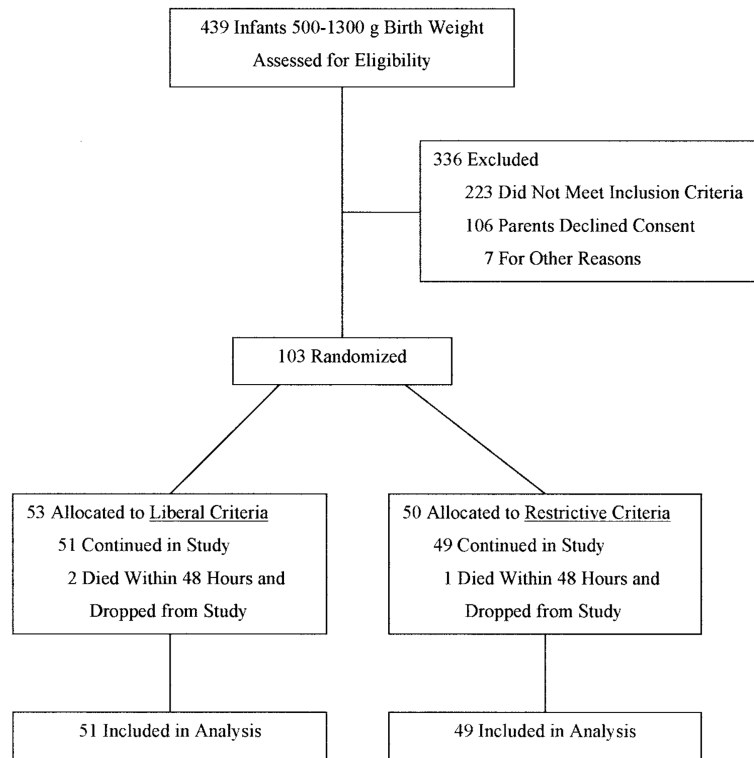 439 Infants 500-1300 g Birth Weight
Assessed for Eligibility
336 Excluded
223 Did Not Meet Inclusion Criteria
106 Parents Declined Consent
7 For Other Reasons
103 Randomized
53 Allocated to Liberal Criteria
51 Continued in Study
2 Died Within 48 Hours and
Dropped from Study
50 Allocated to Restrictive Criteria
49 Continued in Study
1 Died Within 48 Hours and
Dropped from Study
51 Included in Analysis
49 Included in Analysis